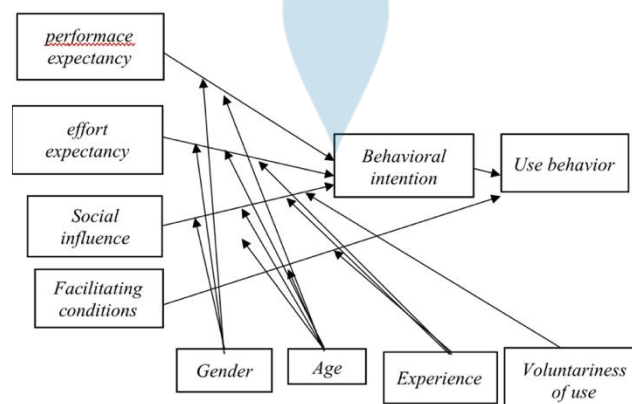 performace
expectancy
effort
expectancy
Social
influence
Facilitating
conditions
Behavioral
intention
Use behavior
Gender
Age
Experience
Voluntariness
of use